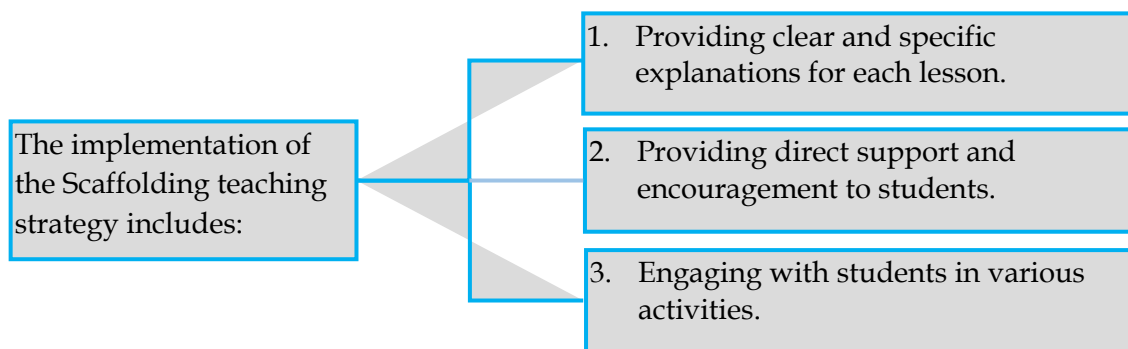 The implementation of
the Scaffolding teaching
strategy includes:
1. Providing clear and specific
explanations for each lesson.
2. Providing direct support and
encouragement to students.
3. Engaging with students in various
activities.